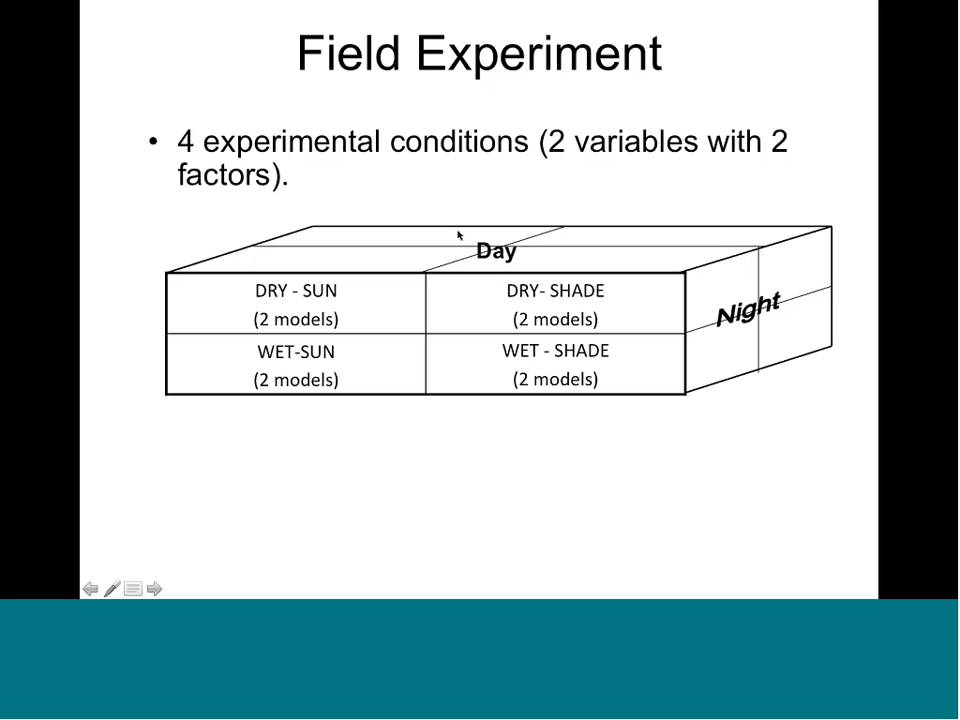 Field Experiment
• 4 experimental conditions (2 variables with 2
factors).
Day
DRY - SUN
(2 models)
DRY- SHADE
(2 models)
Night
WET-SUN
(2 models)
WET - SHADE
(2 models)